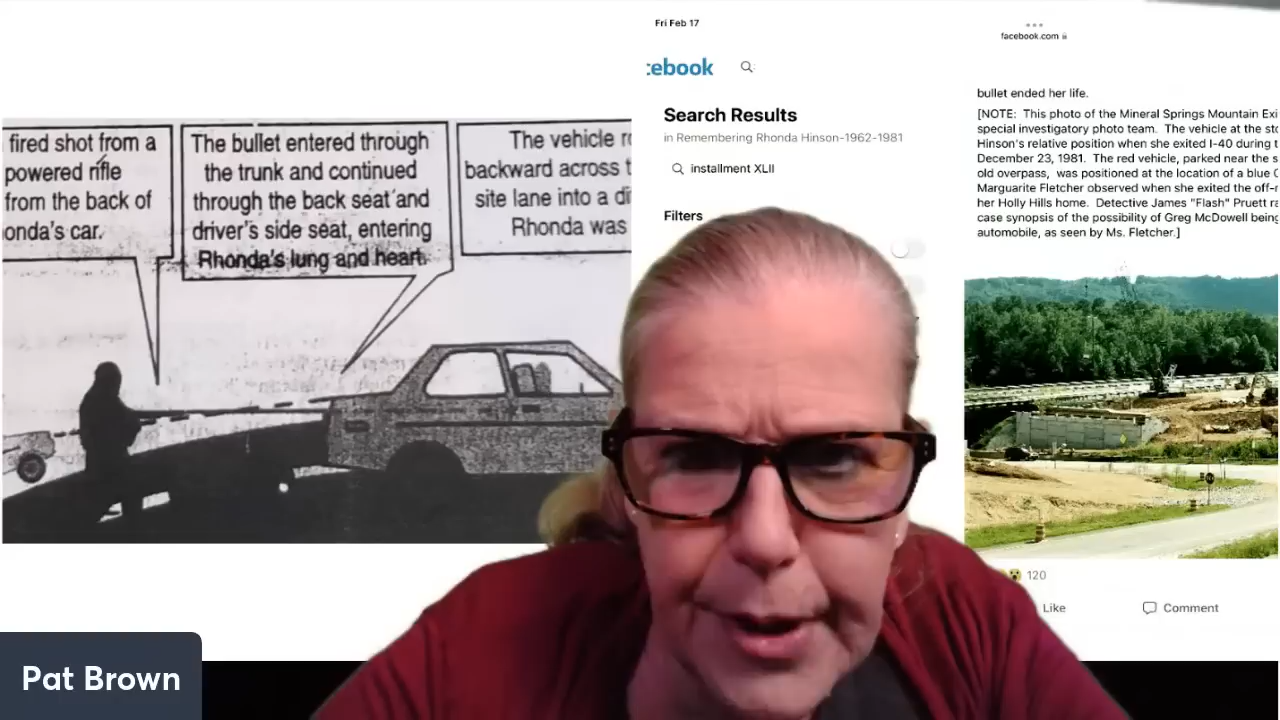 fired shot from a
powered rifle
from the back of
onda's car.
The bullet entered through
the trunk and continued
through the back seat and
driver's side seat, entering
Rhonda's lung and heart.
The vehicle r
backward across t
site lane into a di
Rhonda was
Fri Feb 17
cebook
Search Results
in Remembering Rhonda Hinson-1962-1981
installment XLII
Filters
facebook.com
bullet ended her life.
[NOTE: This photo of the Mineral Springs Mountain Exi
special investigatory photo team. The vehicle at the sto
Hinson's relative position when she exited I-40 during t
December 23, 1981. The red vehicle, parked near the s
old overpass, was positioned at the location of a blue C
Marguarite Fletcher observed when she exited the off-r
her Holly Hills home. Detective James "Flash" Pruett ra
case synopsis of the possibility of Greg McDowell being
automobile, as seen by Ms. Fletcher.]
120
Like
Comment
Pat Brown